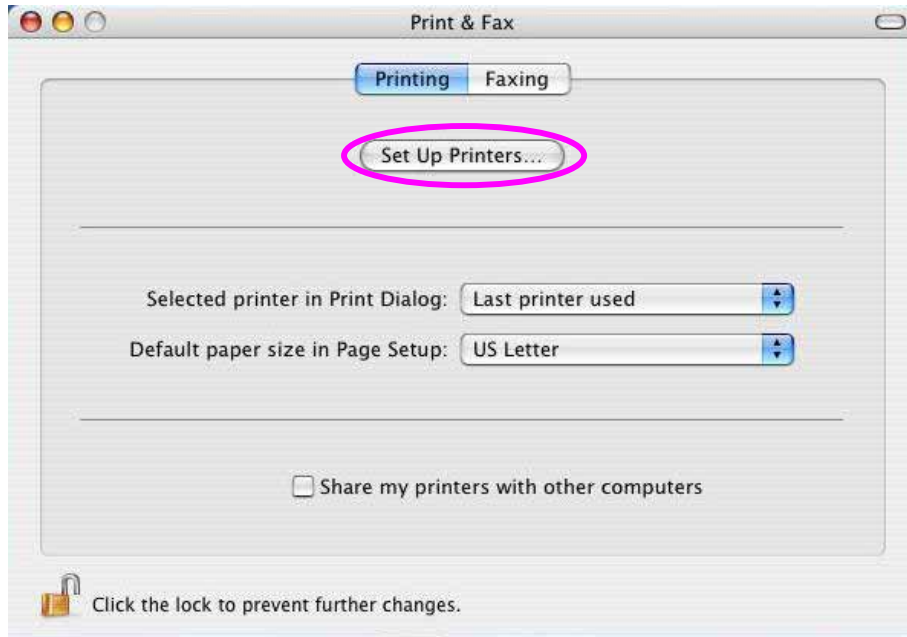 Print & Fax
Printing Faxing
Set Up Printers...
Selected printer in Print Dialog: Last printer used
Default paper size in Page Setup: US Letter
Share my printers with other computers
Click the lock to prevent further changes.